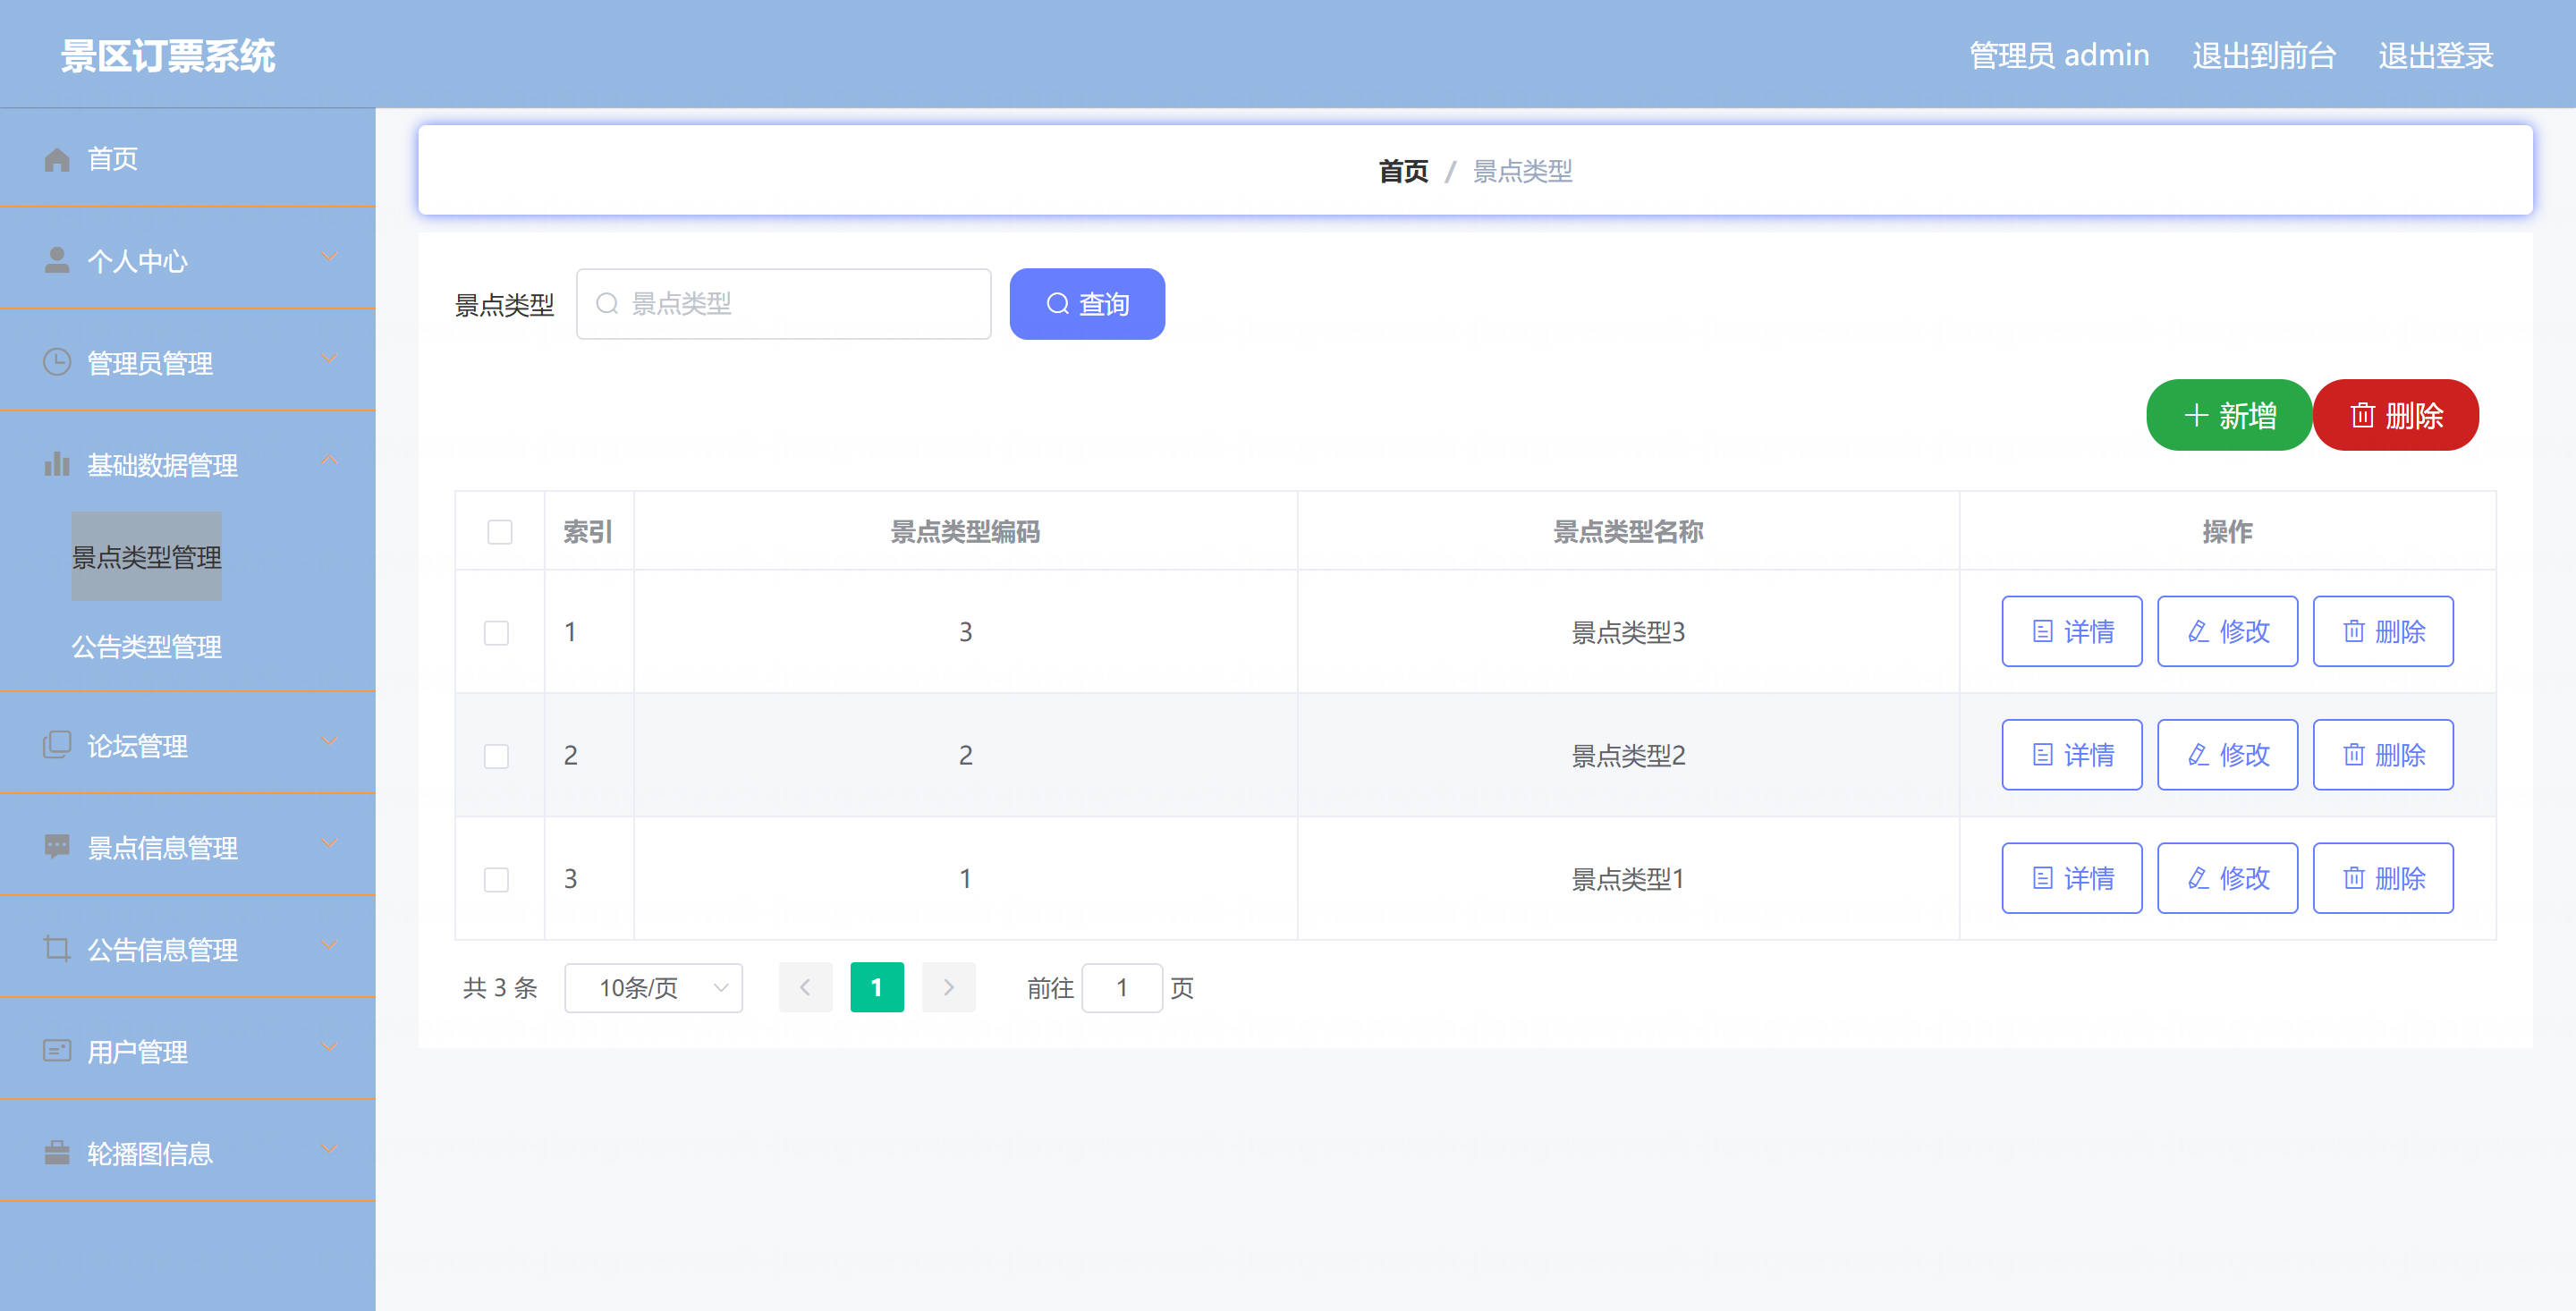 景区订票系统
管理员 admin 退出到前台 退出登录
首页
个人中心
管理员管理
基础数据管理
景点类型管理
公告类型管理
论坛管理
景点信息管理
公告信息管理
用户管理
轮播图信息
首页 / 景点类型
景点类型 景点类型 查询
新增 删除
索引 景点类型编码 景点类型名称 操作
1 3 景点类型3 详情 修改 删除
2 2 景点类型2 详情 修改 删除
3 1 景点类型1 详情 修改 删除
共 3 条 10条/页 1 前往 1 页